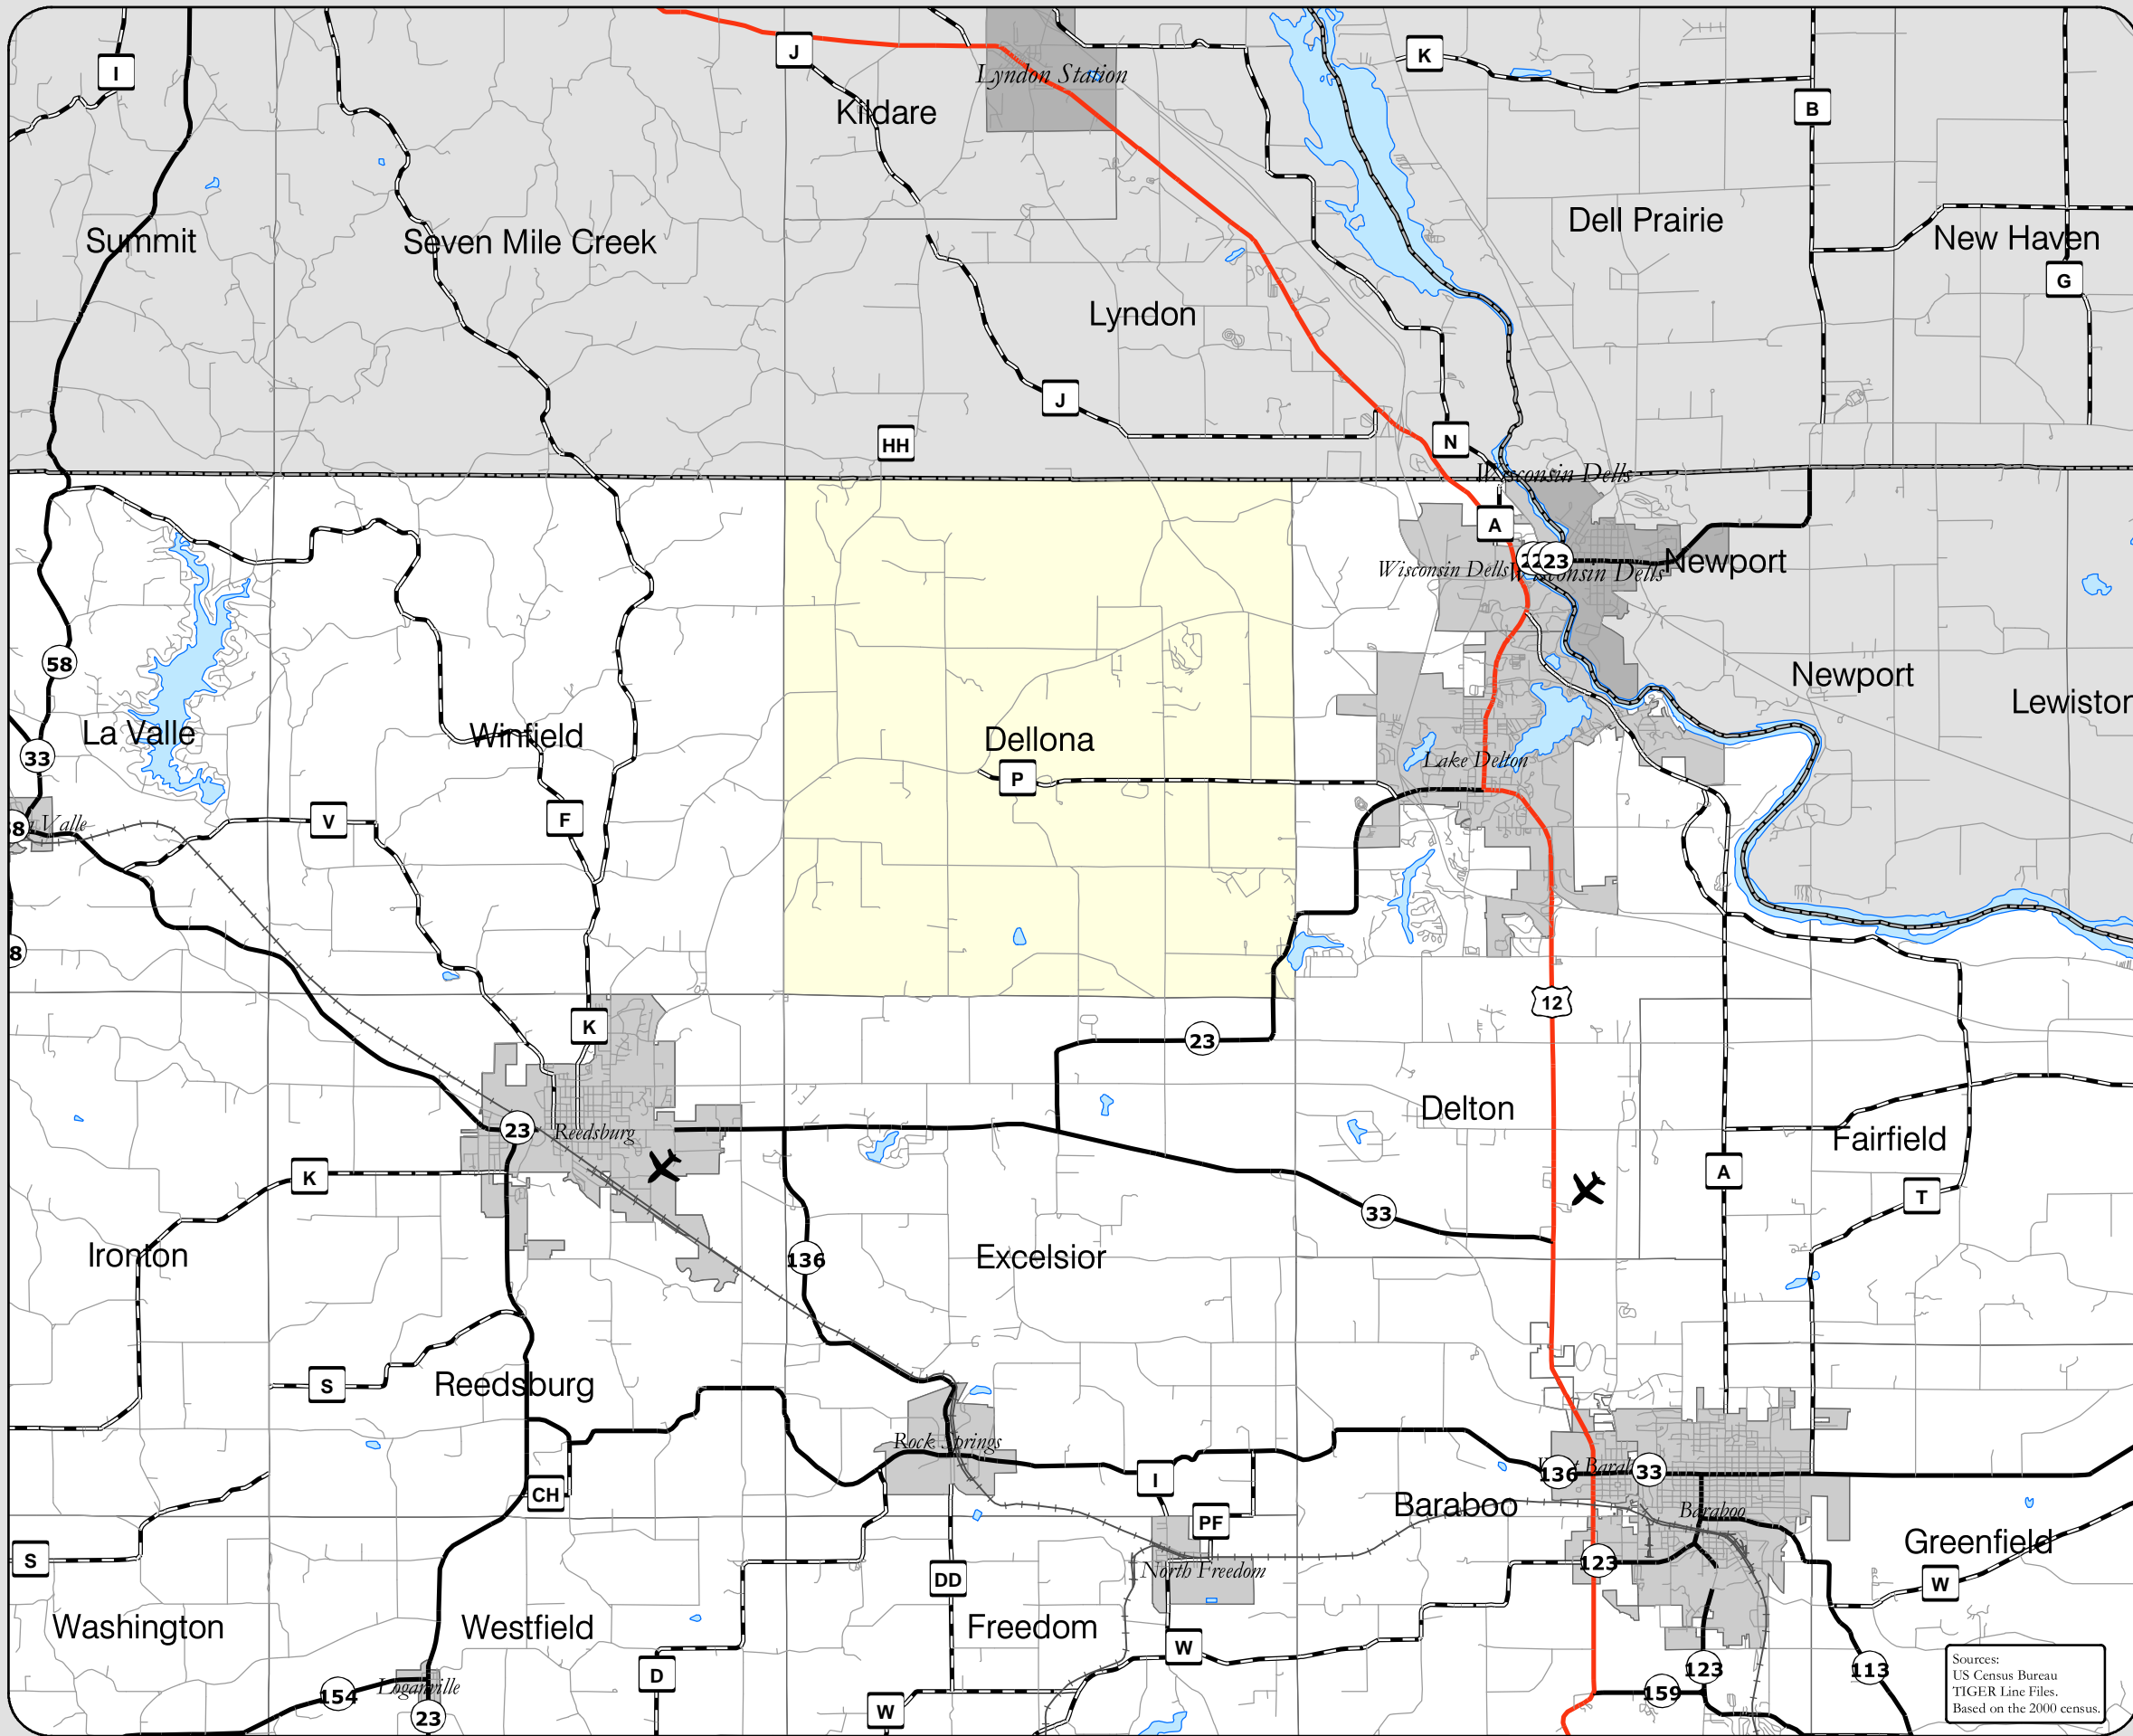 I
J
Lyndon Station
K
B
Kildare
Dell Prairie
Summit
Seven Mile Creek
New Haven
G
Lyndon
J
HH
N
Wisconsin Dells
A
23
Newport
Wisconsin Dells
Wisconsin Dells
58
Newport
Lewiston
La Valle
Winfield
Dellona
33
Lake Delton
P
V
F
8
Valle
8
12
K
23
Delton
23
Reedsburg
Fairfield
K
A
T
33
Ironton
136
Excelsior
S
Reedsburg
Rock Springs
136
33
I
CH
Baraboo
Baraboo
PF
Greenfield
S
123
North Freedom
DD
W
Washington
Westfield
Freedom
W
D
123
113
154
Loganville
159
W
23
Sources:
US Census Bureau
TIGER Line Files.
Based on the 2000 census.